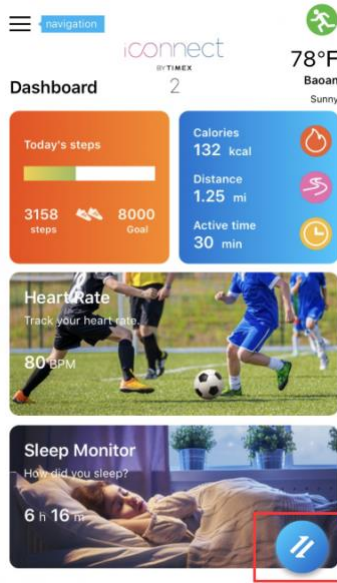 navigation
iconnect
BY TIMEX
78°F
Baoan
Sunny
Dashboard
2
Today's steps
3158
steps
8000
Goal
Calories
132 kcal
Distance
1.25 mi
Active time
30 min
Heart Rate
Track your heart rate.
80 BPM
Sleep Monitor
How did you sleep?
6 h 16 m